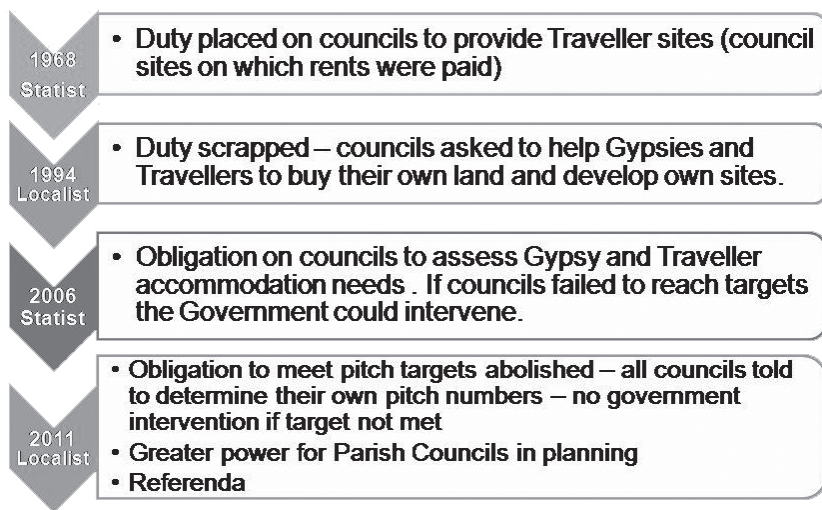 1968
Statist
• Duty placed on councils to provide Traveller sites (council
sites on which rents were paid)
1994
Localist
• Duty scrapped – councils asked to help Gypsies and
Travellers to buy their own land and develop own sites.
2006
Statist
• Obligation on councils to assess Gypsy and Traveller
accommodation needs . If councils failed to reach targets
the Government could intervene.
2011
Localist
• Obligation to meet pitch targets abolished – all councils told
to determine their own pitch numbers – no government
intervention if target not met
• Greater power for Parish Councils in planning
• Referenda